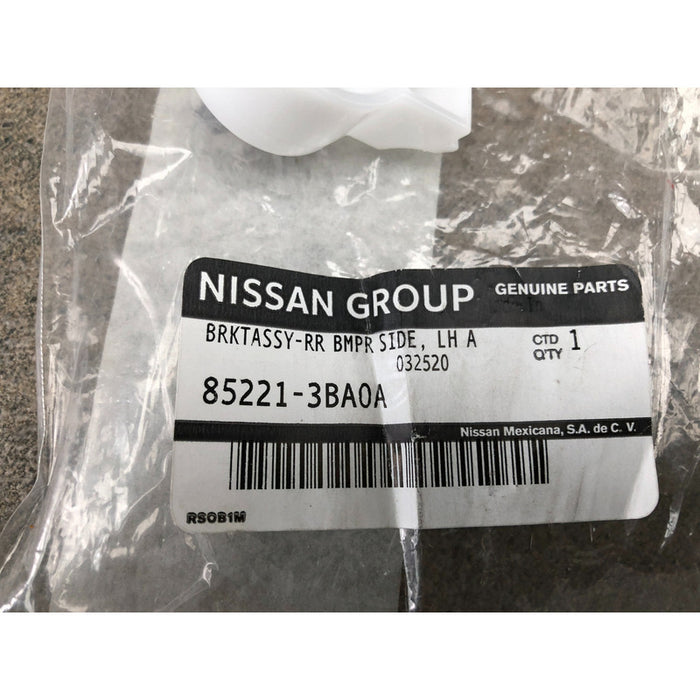 NISSAN GROUP GENUINE PARTS
BRKTASSY-RR BMPR SIDE, LH A
CTD 1
QTY
032520
85221-3BA0A
Nissan Mexicana, S.A. de C. V.
RSOB1M